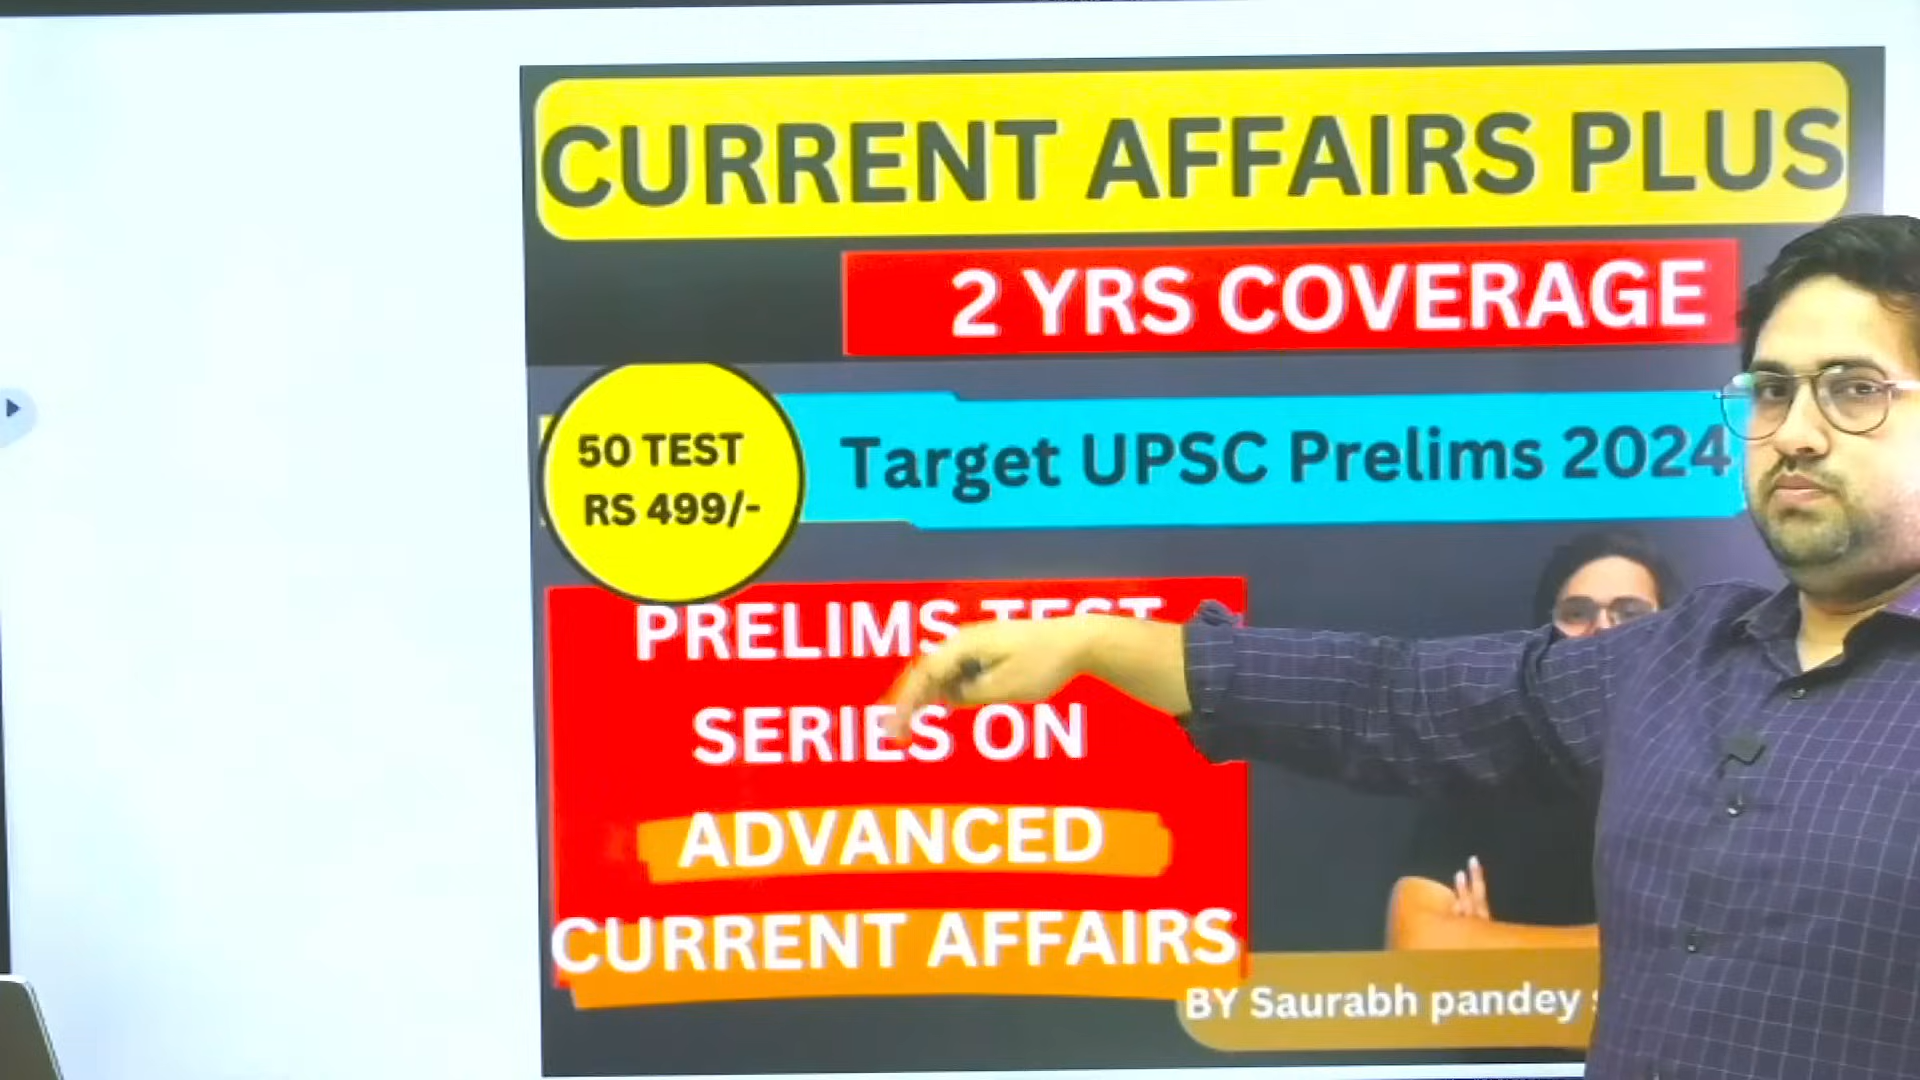 CURRENT AFFAIRS PLUS
2 YRS COVERAGE
50 TEST
RS 499/-
Target UPSC Prelims 2024
PRELIMS TEST
SERIES ON
ADVANCED
CURRENT AFFAIRS
BY Saurabh pandey